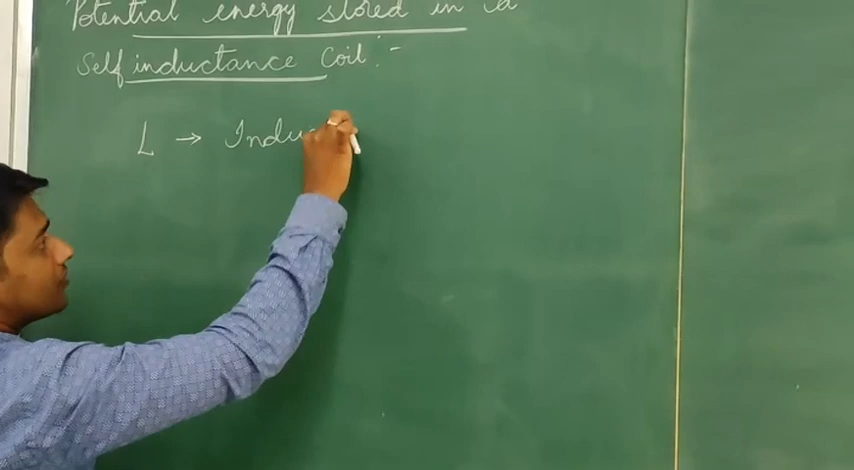 Potential energy stored in a
Self inductance Coil :-
L → Indu